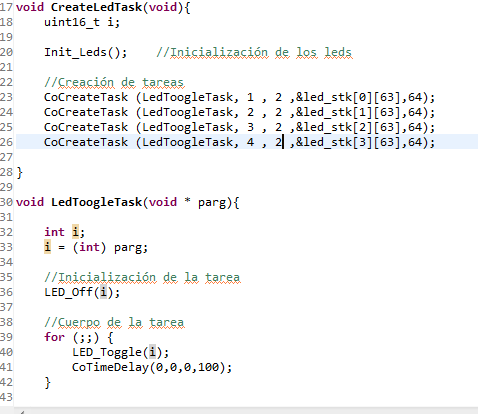 17 void CreateLedTask(void){
18     uint16_t i;
19
20     Init_Leds();    //Inicialización de los leds
21
22     //Creación de tareas
23     CoCreateTask (LedToogleTask, 1 , 2 ,&led_stk[0][63],64);
24     CoCreateTask (LedToogleTask, 2 , 2 ,&led_stk[1][63],64);
25     CoCreateTask (LedToogleTask, 3 , 2 ,&led_stk[2][63],64);
26     CoCreateTask (LedToogleTask, 4 , 2 ,&led_stk[3][63],64);
27
28 }
29
30 void LedToogleTask(void * parg){
31
32     int i;
33     i = (int) parg;
34
35     //Inicialización de la tarea
36     LED_Off(i);
37
38     //Cuerpo de la tarea
39     for (;;) {
40         LED_Toggle(i);
41         CoTimeDelay(0,0,0,100);
42     }
43